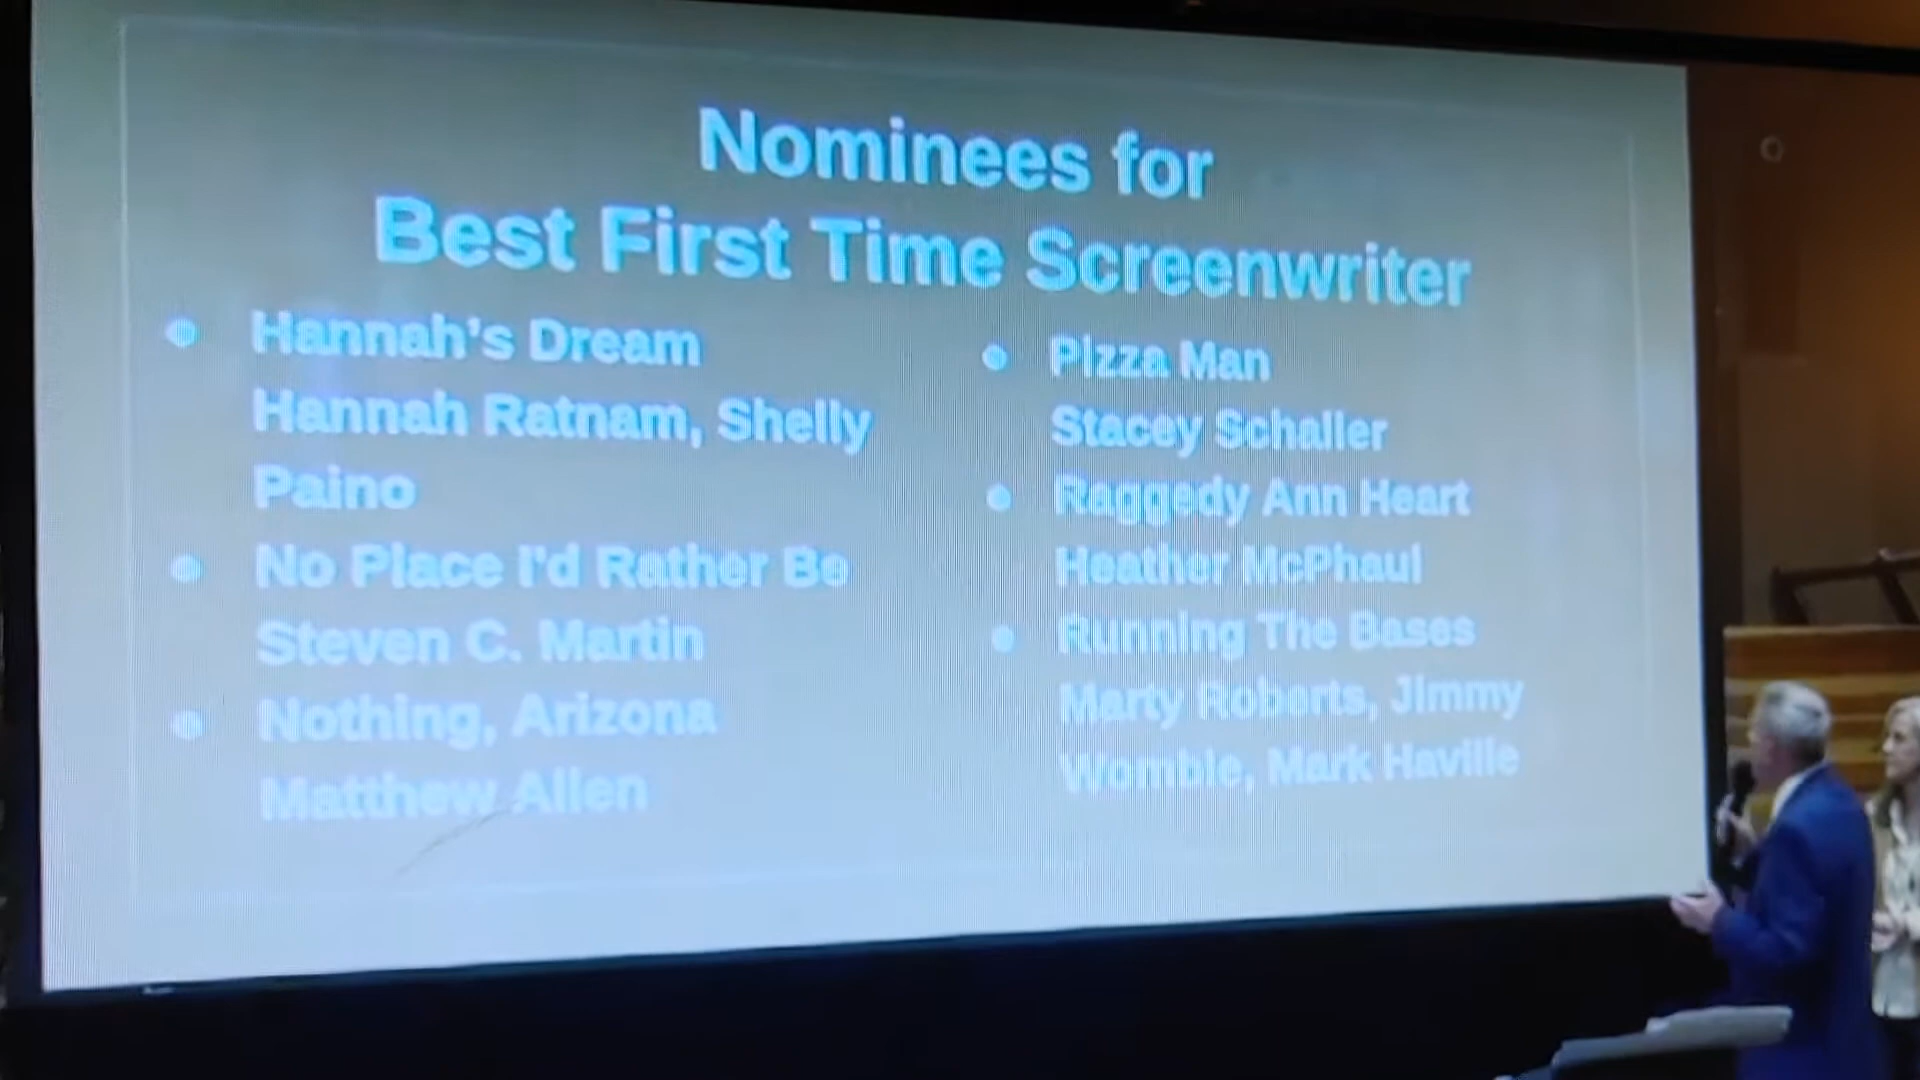 Nominees for
Best First Time Screenwriter
Hannah's Dream
Hannah Ratnam, Shelly
Paino
No Place I'd Rather Be
Steven C. Martin
Nothing, Arizona
Matthew Allen
Pizza Man
Stacey Schaller
Raggedy Ann Heart
Heather McPhaul
Running The Bases
Marty Roberts, Jimmy
Womble, Mark Haville